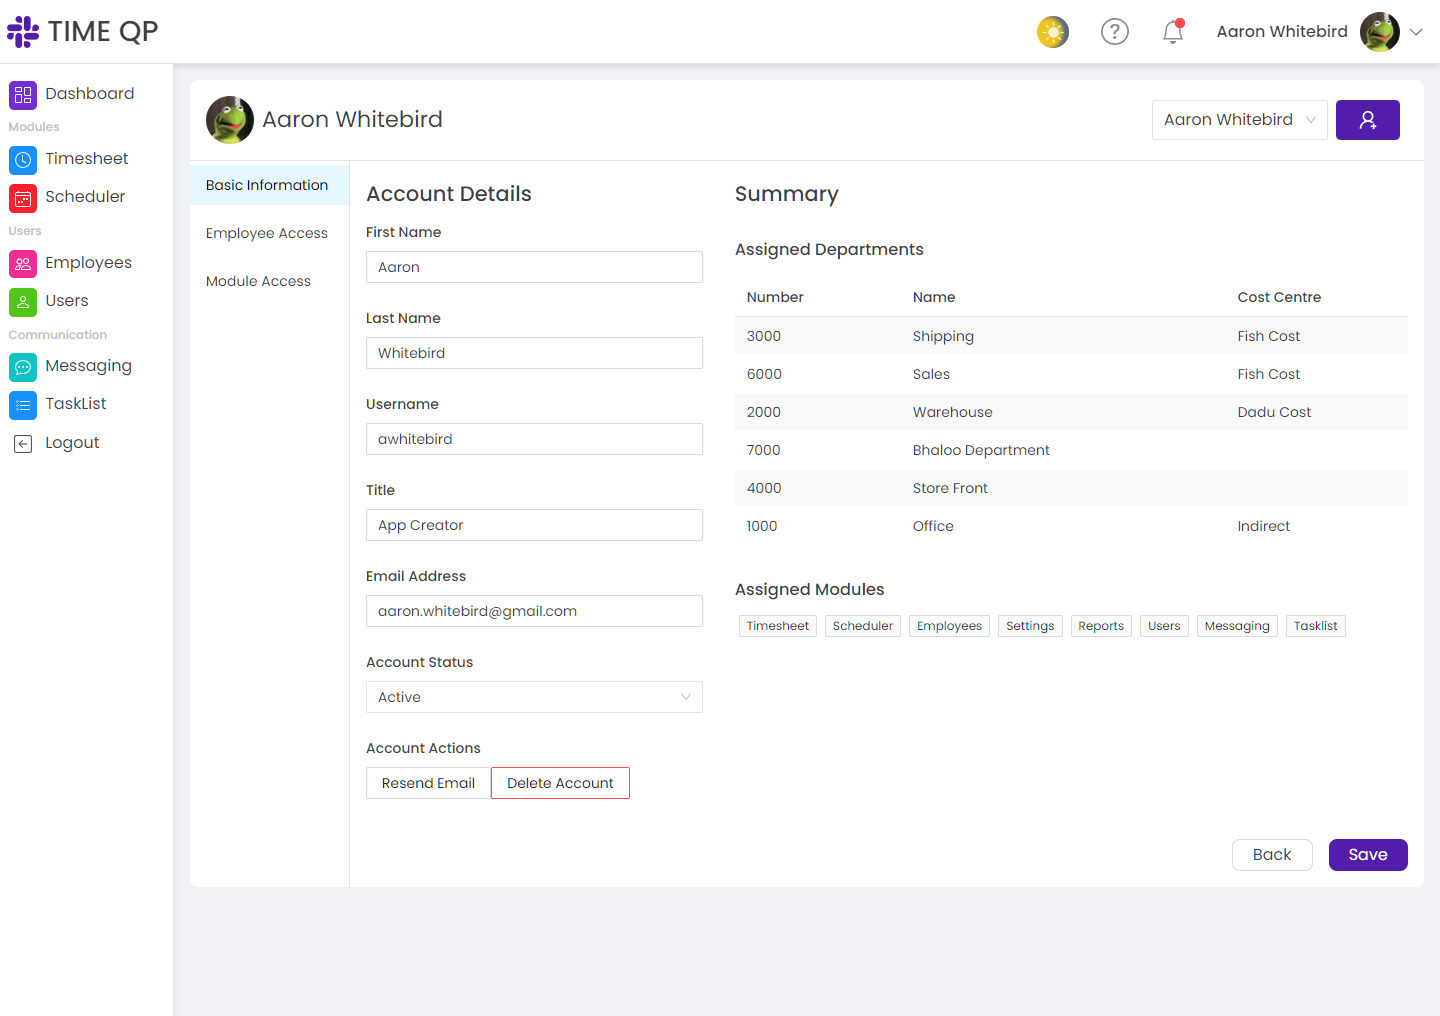 TIME QP
Aaron Whitebird
Dashboard
Modules
Timesheet
Scheduler
Users
Employees
Users
Communication
Messaging
TaskList
Logout
Aaron Whitebird
Aaron Whitebird
Basic Information
Employee Access
Module Access
Account Details
First Name
Aaron
Last Name
Whitebird
Username
awhitebird
Title
App Creator
Email Address
aaron.whitebird@gmail.com
Account Status
Active
Account Actions
Resend Email Delete Account
Summary
Assigned Departments
Number Name Cost Centre
3000 Shipping Fish Cost
6000 Sales Fish Cost
2000 Warehouse Dadu Cost
7000 Bhaloo Department
4000 Store Front
1000 Office Indirect
Assigned Modules
Timesheet Scheduler Employees Settings Reports Users Messaging Tasklist
Back Save